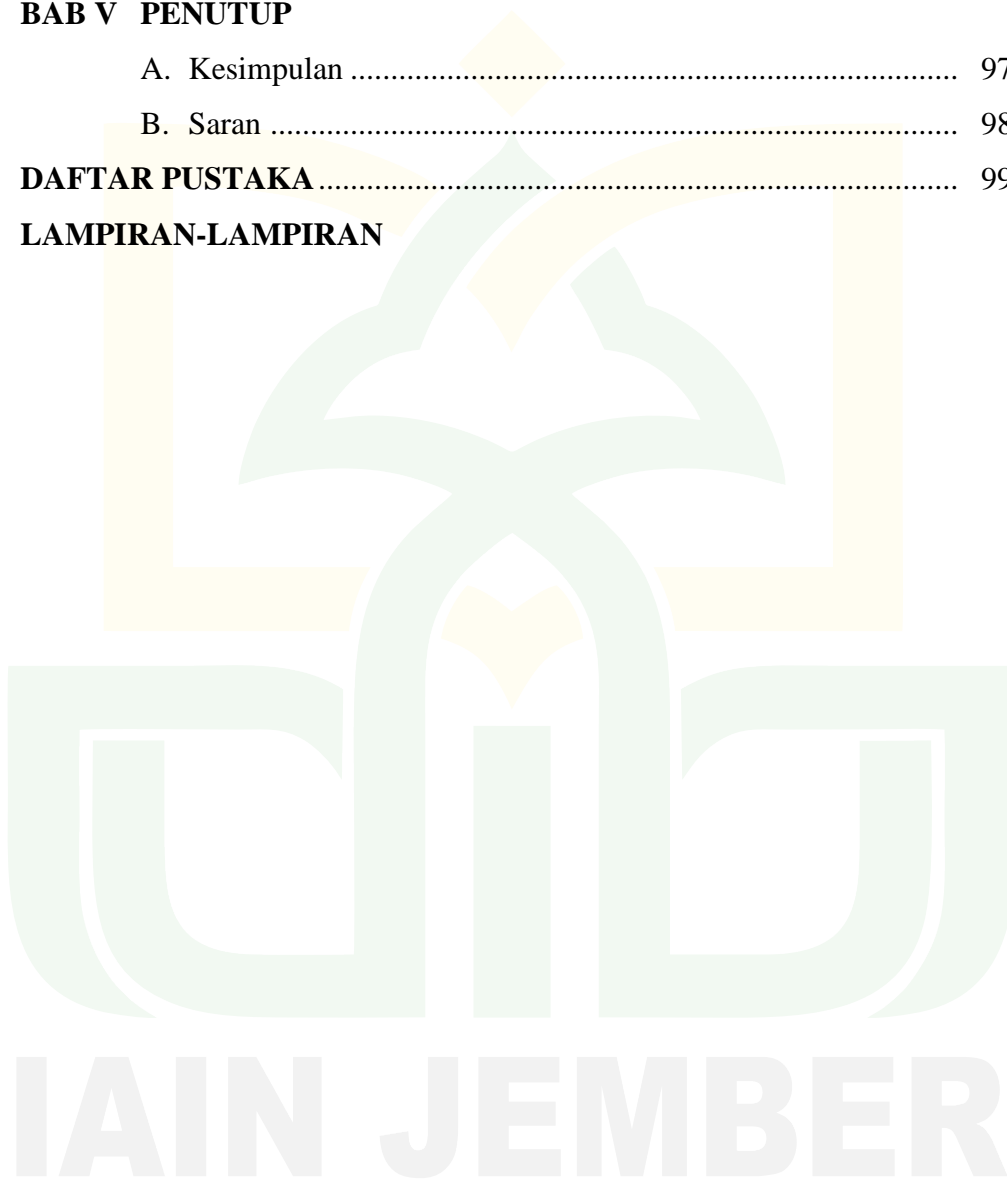 BAB V PENUTUP
A. Kesimpulan ............................................................................. 97
B. Saran ....................................................................................... 98
DAFTAR PUSTAKA ................................................................................. 99
LAMPIRAN-LAMPIRAN
IAIN JEMBER